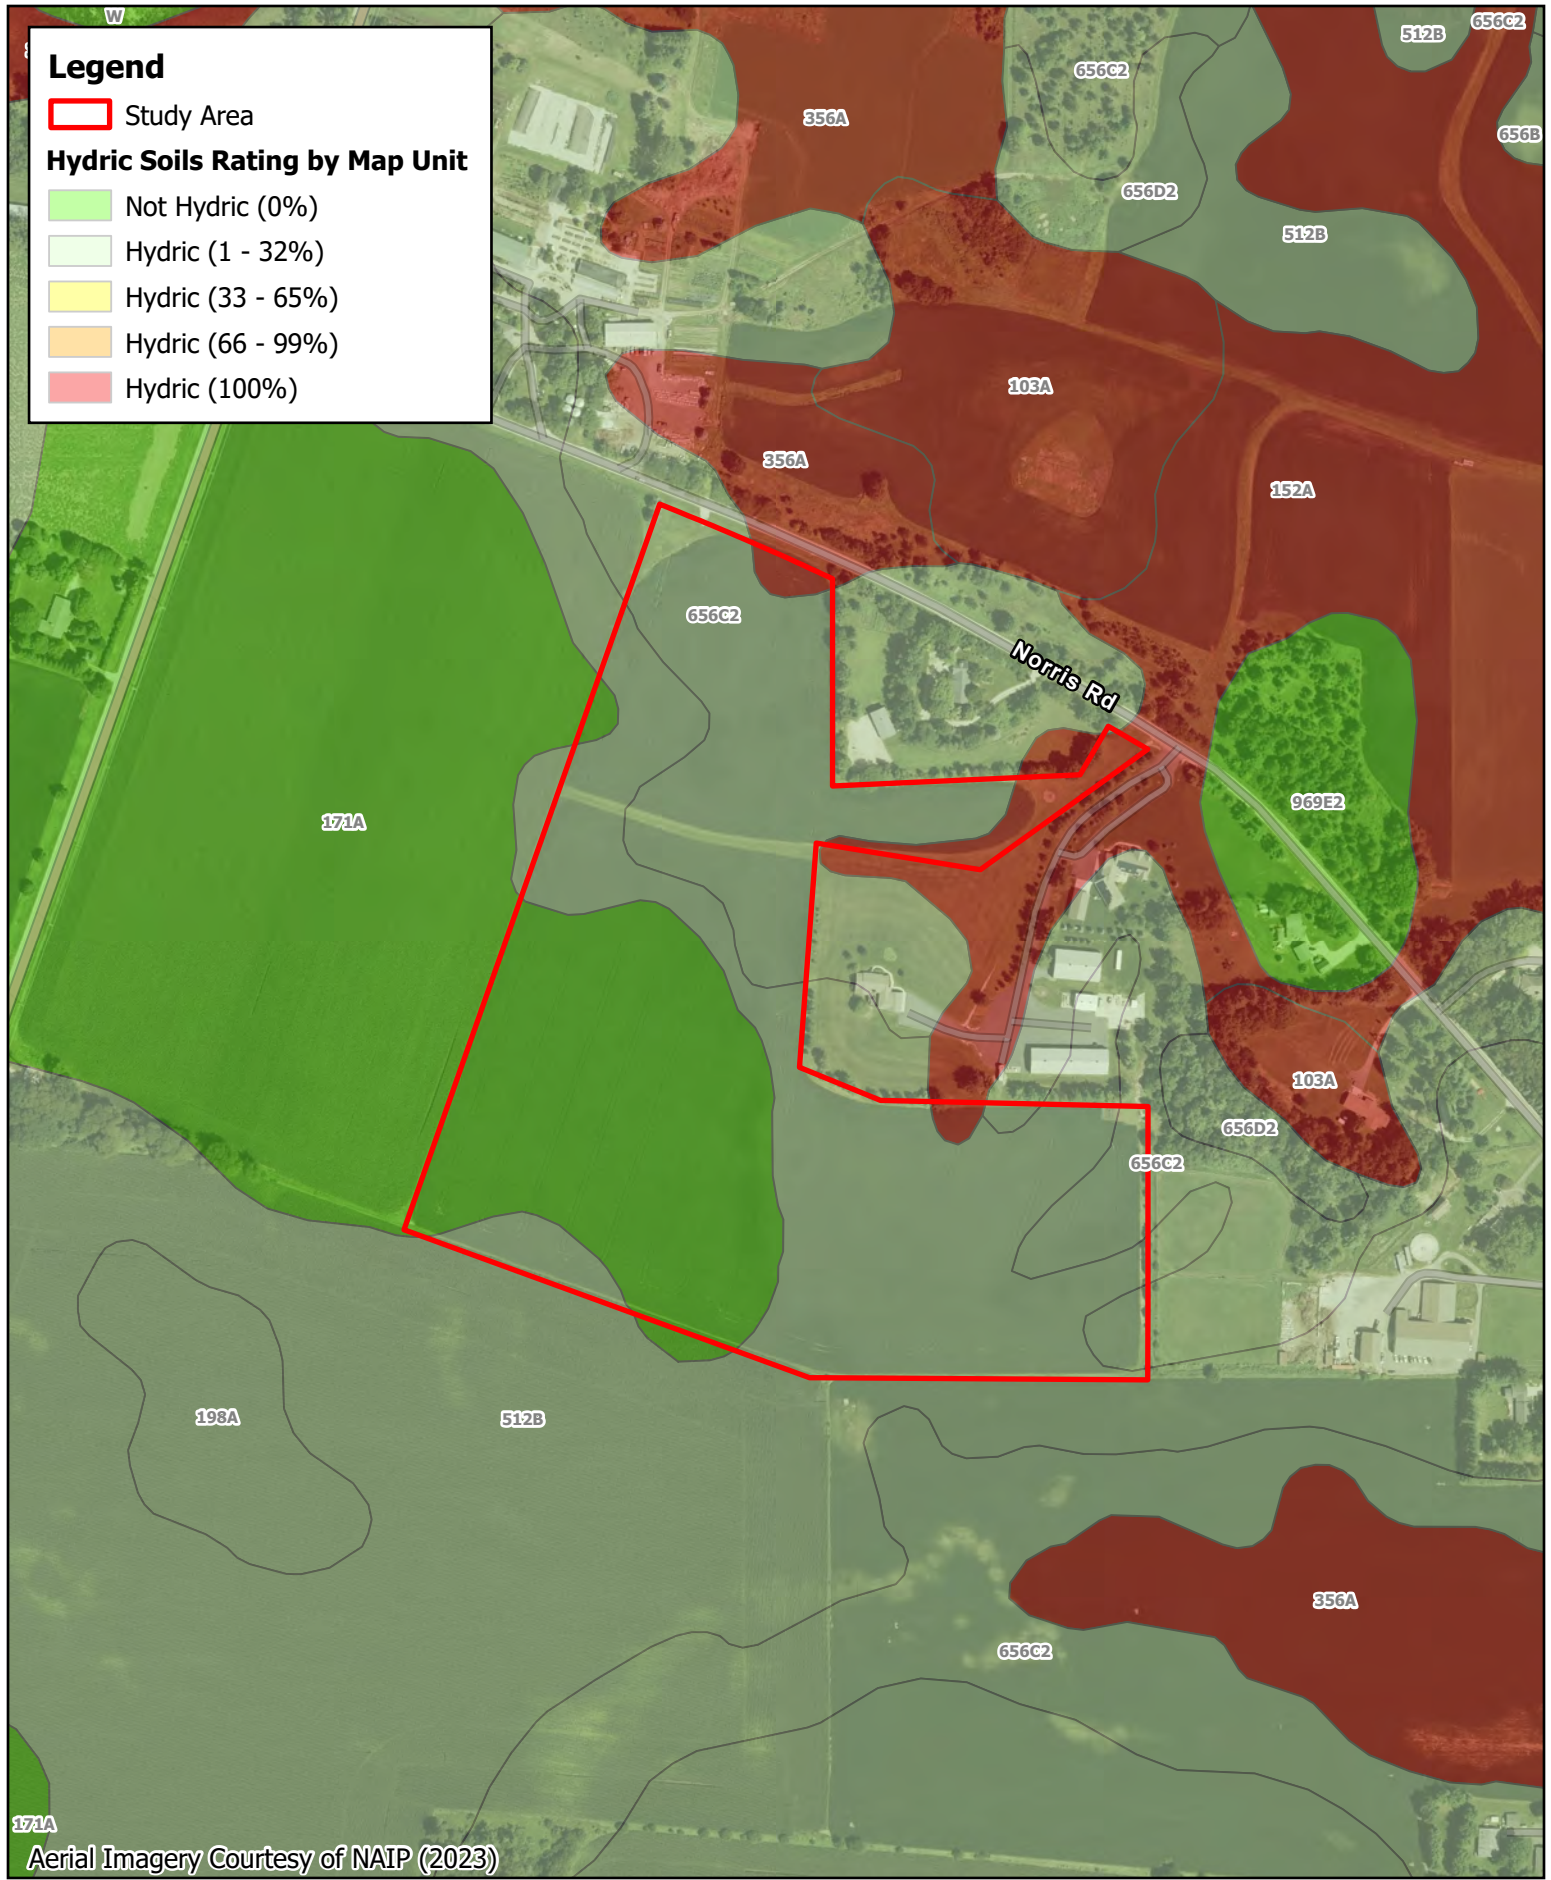 W
Legend
Study Area
Hydric Soils Rating by Map Unit
Not Hydric (0%)
Hydric (1 - 32%)
Hydric (33 - 65%)
Hydric (66 - 99%)
Hydric (100%)
656C2
512B
656C2
356A
656B
656D2
512B
103A
356A
152A
656C2
Norris Rd
969E2
171A
103A
656D2
656C2
198A
512B
356A
656C2
171A
Aerial Imagery Courtesy of NAIP (2023)